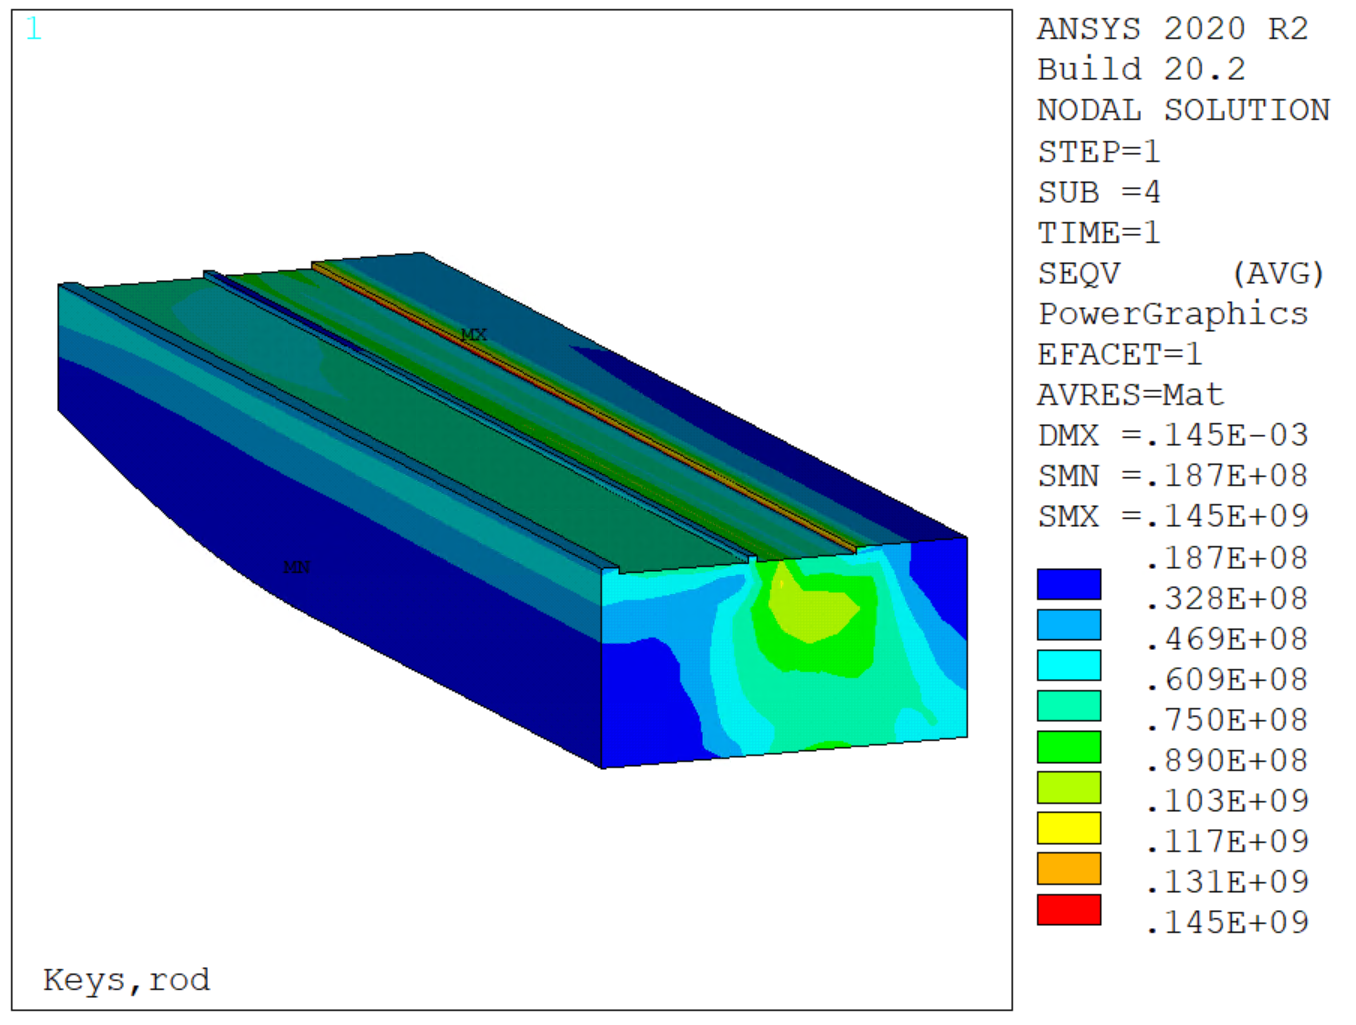 1
ANSYS 2020 R2
Build 20.2
NODAL SOLUTION
STEP=1
SUB =4
TIME=1
SEQV (AVG)
PowerGraphics
EFACET=1
AVRES=Mat
DMX =.145E-03
SMN =.187E+08
SMX =.145E+09
.187E+08
.328E+08
.469E+08
.609E+08
.750E+08
.890E+08
.103E+09
.117E+09
.131E+09
.145E+09
MX
MN
Keys,rod